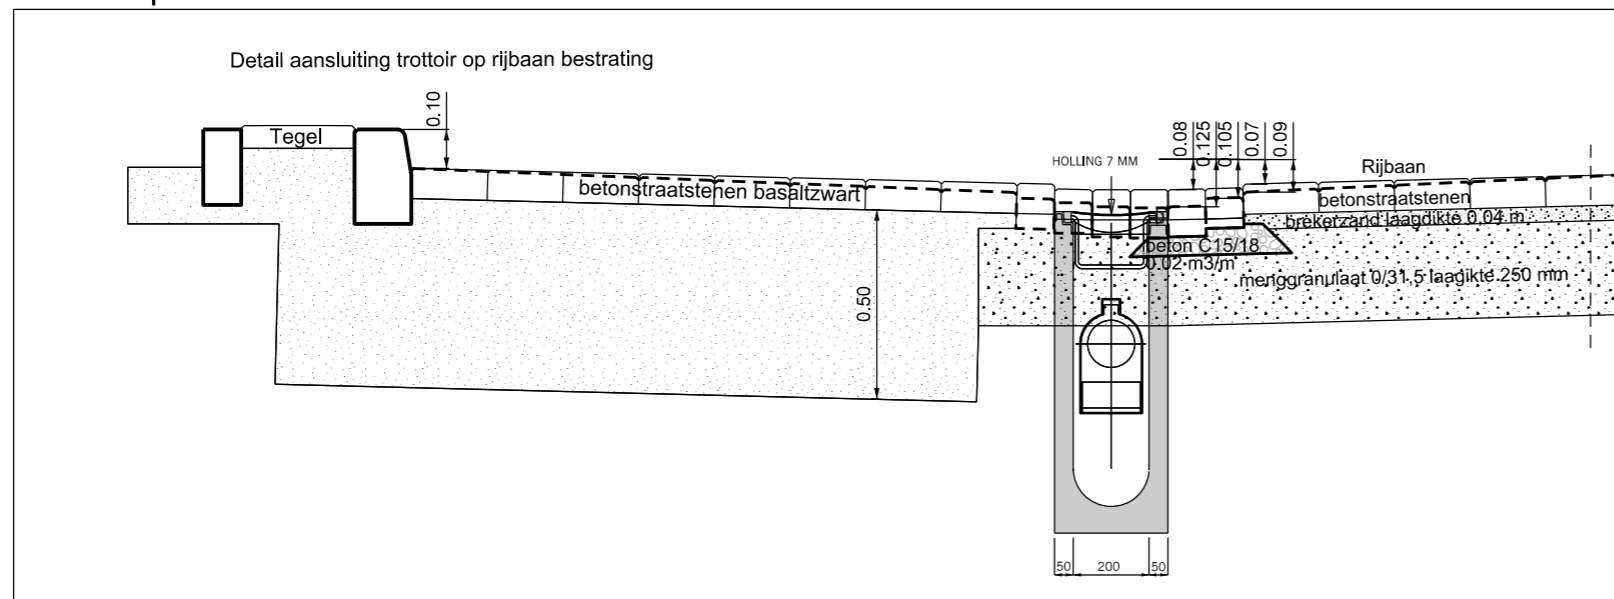 Detail aansluiting trottoir op rijbaan bestrating
0.10
Tegel
0.08
0.125
0.105
0.07
0.09
HOLLING 7 MM
Rijbaan
betonstraatstenen basaltzwart
betonstraatstenen
brekerzand laagdikte 0,04 m
beton C15/18
0.02 m3/m
menggranulaat 0/31,5 laagikte 250 mm
0.50
50 200 50